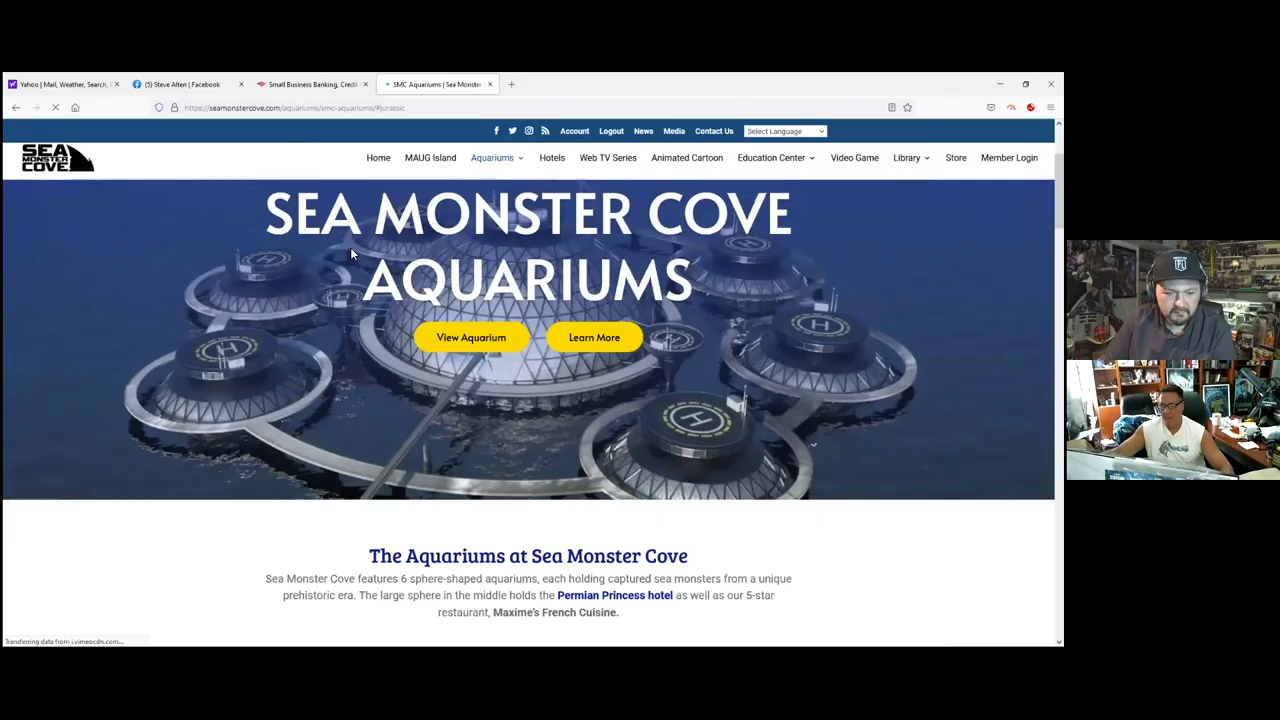 Yahoo | Mail, Weather, Search,
(5) Steve Alten | Facebook
Small Business Banking, Credit
SMC Aquariums | Sea Monster
https://seamonstercove.com/aquariums/smc-aquariums/#jurassic
Account Logout News Media Contact Us Select Language
SEA
MONSTER
COVE
Home MAUG Island Aquariums Hotels Web TV Series Animated Cartoon Education Center Video Game Library Store Member Login
SEA MONSTER COVE
AQUARIUMS
View Aquarium Learn More
H
H
H
H
H
The Aquariums at Sea Monster Cove
Sea Monster Cove features 6 sphere-shaped aquariums, each holding captured sea monsters from a unique
prehistoric era. The large sphere in the middle holds the Permian Princess hotel as well as our 5-star
restaurant, Maxime's French Cuisine.
Transferring data from i.vimeocdn.com...